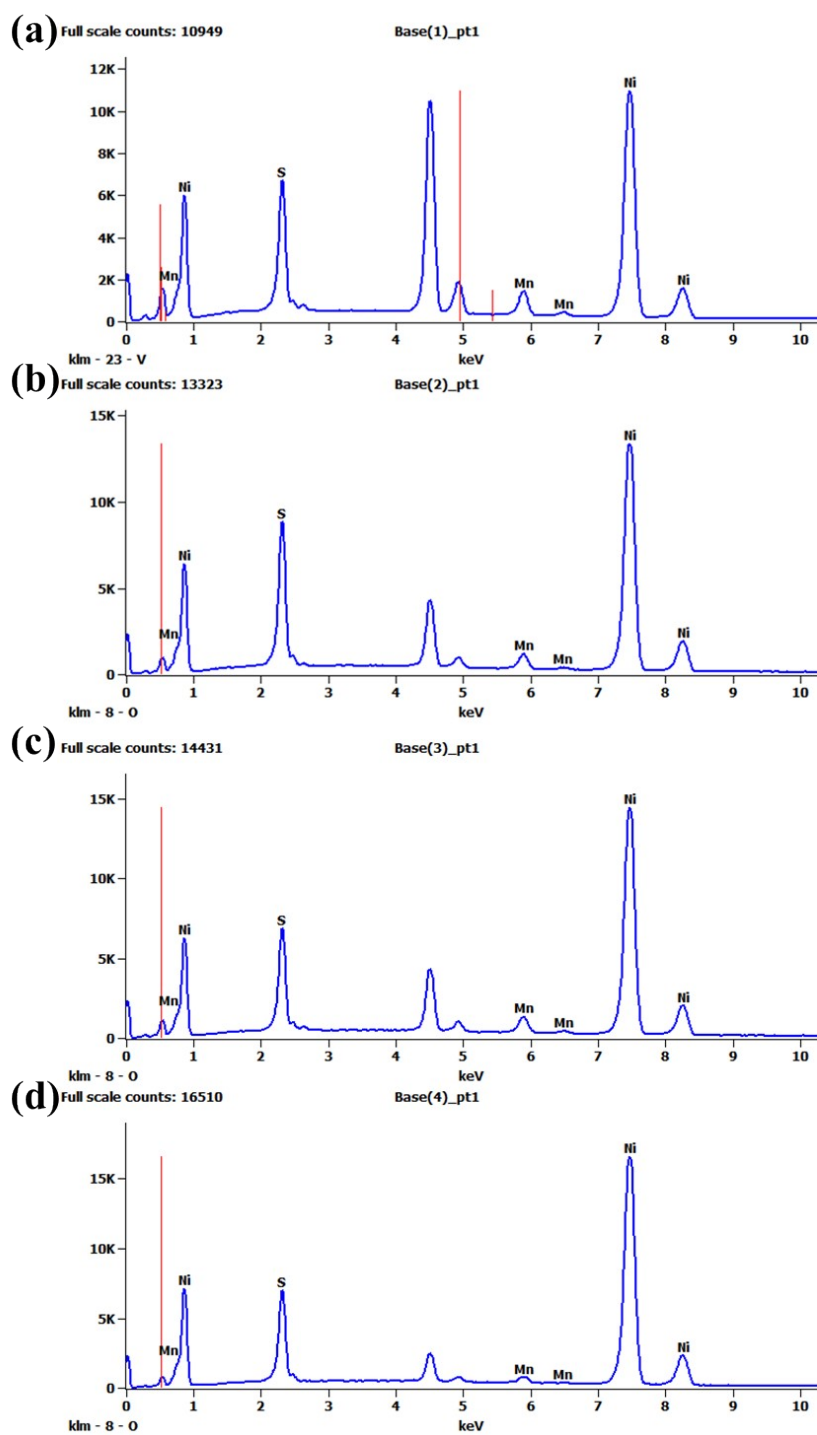 (a) Full scale counts: 10949 Base(1)_pt1
12K
10K
8K
6K
4K
2K
0
Mn Ni S Mn Mn Ni Ni
0 1 2 3 4 5 6 7 8 9 10
klm - 23 - V keV
(b) Full scale counts: 13323 Base(2)_pt1
15K
10K
5K
0
Mn Ni S Mn Mn Ni Ni
0 1 2 3 4 5 6 7 8 9 10
klm - 8 - O keV
(c) Full scale counts: 14431 Base(3)_pt1
15K
10K
5K
0
Mn Ni S Mn Mn Ni Ni
0 1 2 3 4 5 6 7 8 9 10
klm - 8 - O keV
(d) Full scale counts: 16510 Base(4)_pt1
15K
10K
5K
0
Mn Ni S Mn Mn Ni Ni
0 1 2 3 4 5 6 7 8 9 10
klm - 8 - O keV